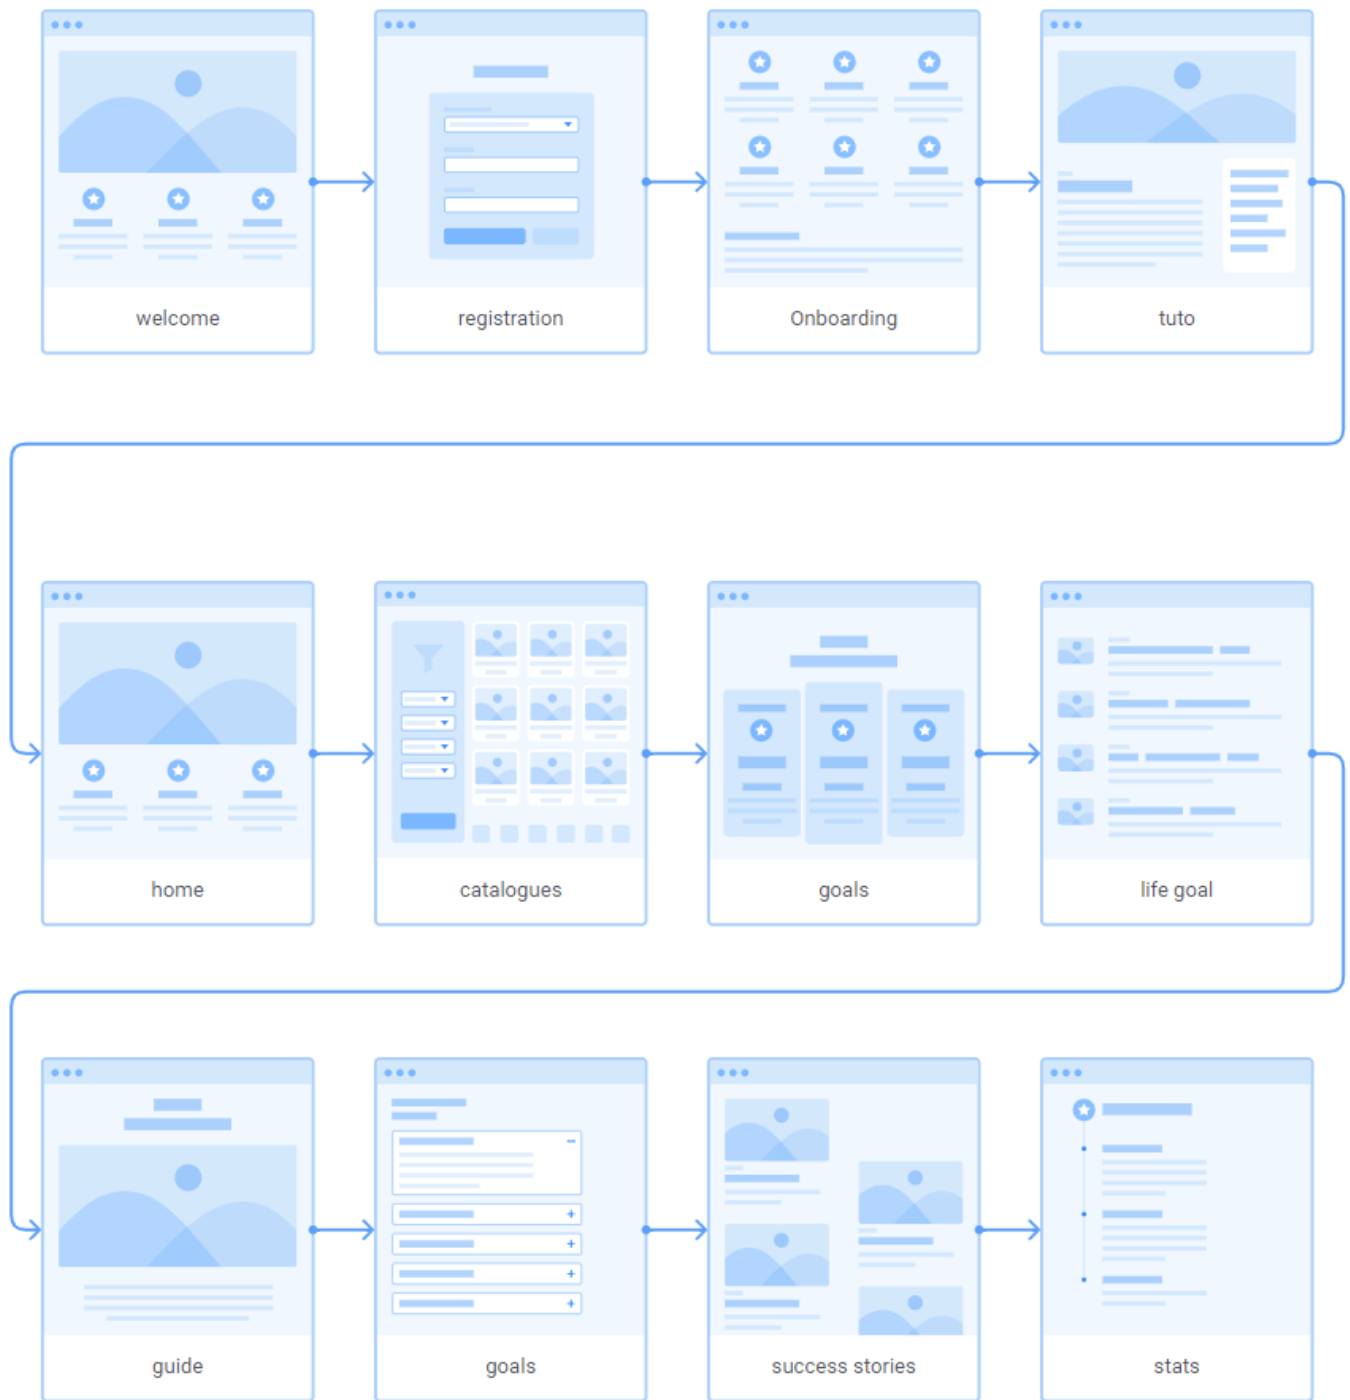 welcome
registration
Onboarding
tuto
home
catalogues
goals
life goal
guide
goals
success stories
stats